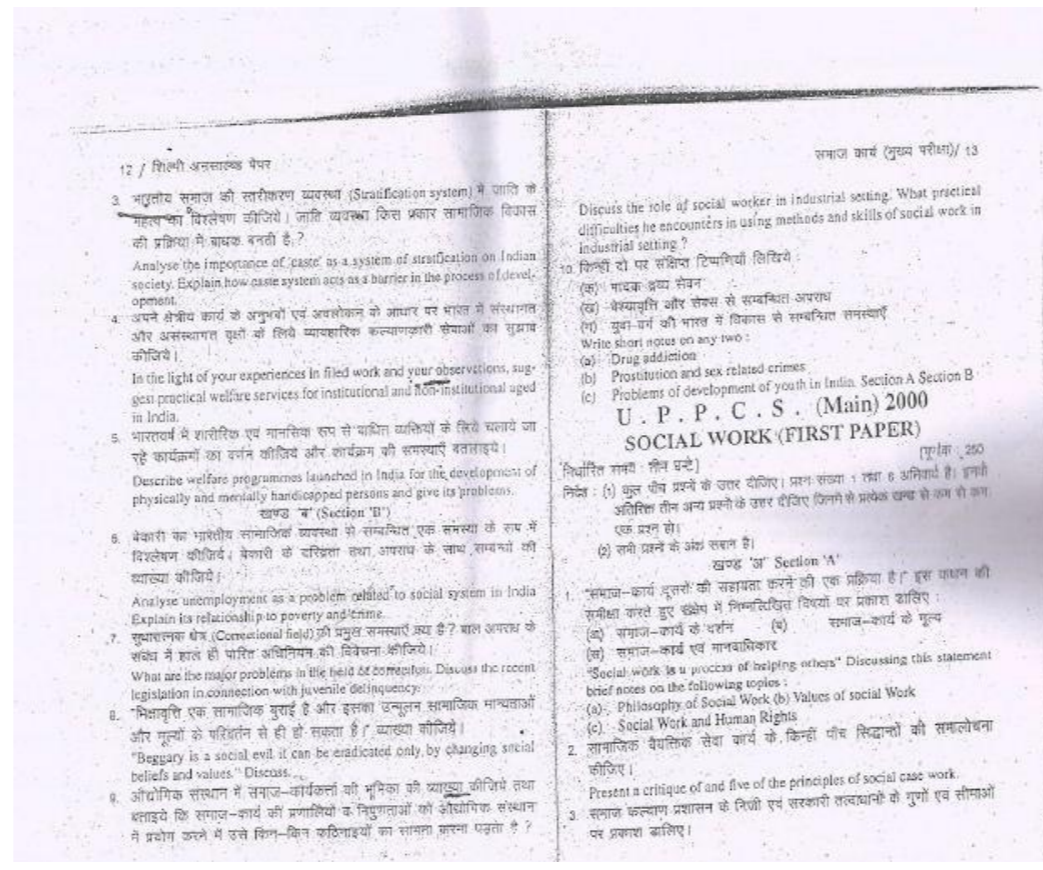 12 / शिल्पी अनसाल्व्ड पेपर
3. भारतीय समाज की स्तरीकरण व्यवस्था (Stratification system) में जाति के
महत्व का विश्लेषण कीजिये। जाति व्यवस्था किस प्रकार सामाजिक विकास
की प्रक्रिया में बाधक बनती है ?
Analyse the importance of 'caste' as a system of stratification on Indian
society. Explain how caste system acts as a barrier in the process of devel-
opment.
4. अपने क्षेत्रीय कार्य के अनुभवों एवं अवलोकन के आधार पर भारत में संस्थागत
और असंस्थागत वृद्धों के लिये व्यावहारिक कल्याणकारी सेवाओं का सुझाव
कीजिये।
In the light of your experiences in filed work and your observations, sug-
gest practical welfare services for institutional and non-institutional aged
in India.
5. भारतवर्ष में शारीरिक एवं मानसिक रूप से बाधित व्यक्तियों के लिये चलाये जा
रहे कार्यक्रमों का वर्णन कीजिये और कार्यक्रम की समस्याएँ बतलाइये।
Describe welfare programmes launched in India for the development of
physically and mentally handicapped persons and give its problems.
खण्ड 'ब' (Section 'B')
6. बेकारी का भारतीय सामाजिक व्यवस्था से सम्बन्धित एक समस्या के रूप में
विश्लेषण कीजिये। बेकारी के दरिद्रता तथा अपराध के साथ सम्बन्धों की
व्याख्या कीजिये।
Analyse unemployment as a problem related to social system in India
Explain its relationship to poverty and crime.
7. सुधारात्मक क्षेत्र (Correctional field) की प्रमुख समस्याएँ क्या है ? बाल अपराध के
संबंध में हाल ही पारित अधिनियम की विवेचना कीजिये।
What are the major problems in the field of correction. Discuss the recent
legislation in connection with juvenile delinquency.
8. "भिक्षावृत्ति एक सामाजिक बुराई है और इसका उन्मूलन सामाजिक मान्यताओं
और मूल्यों के परिवर्तन से ही हो सकता है।" व्याख्या कीजिये।
"Beggary is a social evil it can be eradicated only by changing social
beliefs and values." Discuss.
9. औद्योगिक संस्थान में समाज-कार्यकर्त्ता की भूमिका की व्याख्या कीजिये तथा
बताइये कि समाज-कार्य की प्रणालियों व निपुणताओं को औद्योगिक संस्थान
में प्रयोग करने में उसे किन-किन कठिनाइयों का सामना करना पड़ता है ?
समाज कार्य (मुख्य परीक्षा)/ 13
Discuss the role of social worker in industrial setting. What practical
difficulties he encounters in using methods and skills of social work in
industrial setting ?
10. किन्हीं दो पर संक्षिप्त टिप्पणियाँ लिखिये :
(क) मादक द्रव्य सेवन
(ख) वेश्यावृत्ति और सेक्स से सम्बन्धित अपराध
(ग) युवा वर्ग की भारत में विकास से सम्बन्धित समस्याएँ
Write short notes on any two :
(a) Drug addiction
(b) Prostitution and sex related crimes
(c) Problems of development of youth in India. Section A Section B
U. P. P. C. S. (Main) 2000
SOCIAL WORK (FIRST PAPER)
निर्धारित समय : तीन घन्टे] [पूर्णांक : 250
निर्देश : (1) कुल पाँच प्रश्नों के उत्तर दीजिए। प्रश्न संख्या 1 तथा 6 अनिवार्य है। इनके
अतिरिक्त तीन अन्य प्रश्नों के उत्तर दीजिए जिनमें से प्रत्येक खण्ड से कम से कम
एक प्रश्न हो।
(2) सभी प्रश्नों के अंक समान है।
खण्ड 'अ' Section 'A'
1. "समाज-कार्य दूसरों की सहायता करने की एक प्रक्रिया है।" इस कथन की
समीक्षा करते हुए संक्षेप में निम्नलिखित विषयों पर प्रकाश डालिए :
(अ) समाज-कार्य के दर्शन (ब) समाज-कार्य के मूल्य
(स) समाज-कार्य एवं मानवाधिकार
"Social work is a process of helping others" Discussing this statement
brief notes on the following topics :
(a) Philosophy of Social Work (b) Values of social Work
(c) Social Work and Human Rights
2. सामाजिक वैयक्तिक सेवा कार्य के किन्हीं पाँच सिद्धान्तों की समालोचना
कीजिए।
Present a critique of and five of the principles of social case work.
3. समाज कल्याण प्रशासन के निजी एवं सरकारी तत्वाधानों के गुणों एवं सीमाओं
पर प्रकाश डालिए।